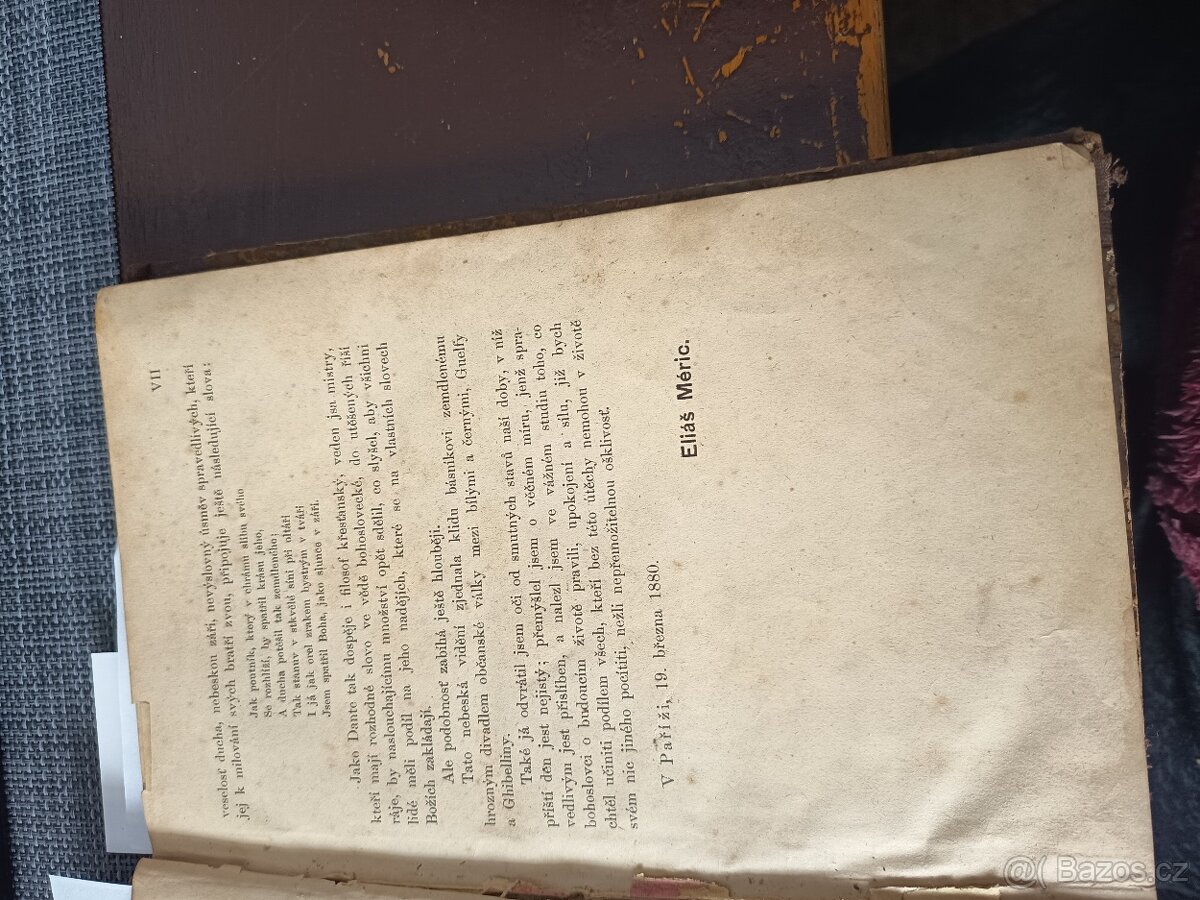 VII
veselosť ducha, nebeskou záři, nevýslovný úsměv spravedlivých, kteří
jej k milování svých bratří zvou, připojuje ještě následující slova:
Jak poutník, který v chrámu slibu svého
Se rozhlíží, by spatřil krásu jeho,
A ducha potěšil tak zemdleného;
Tak stanuv v stkvělé síni při oltáři
I já jak orel zrakem bystrým v tváři
Jsem spatřil Boha, jako slunce v záři.
Jako Dante tak dospěje i filosof křesťanský, veden jsa mistry,
kteří mají rozhodné slovo ve vědě bohoslovecké, do utěšených říší
ráje, by naslouchajícímu množství opět sdělil, co slyšel, aby všichni
lidé měli podíl na jeho nadějích, které se na vlastních slovech
Božích zakládají.
Ale podobnosť zabíhá ještě hlouběji.
Tato nebeská vidění zjednala klidu básníkovi zemdlenému
hrozným divadlem občanské války mezi bílými a černými, Guelfy
a Ghibelliny.
Také já odvrátil jsem oči od smutných stavů naší doby, v níž
příští den jest nejistý; přemýšlel jsem o věčném míru, jenž spra-
vedlivým jest přislíben, a nalezl jsem ve vážném studiu toho, co
bohoslovci o budoucím životě pravili, upokojení a sílu, již bych
chtěl učiniti podílem všech, kteří bez této útěchy nemohou v životě
svém nic jiného pocítiti, nežli nepřemožitelnou ošklivosť.
V Paříži, 19. března 1880.
Eliáš Méric.
Bazos.cz